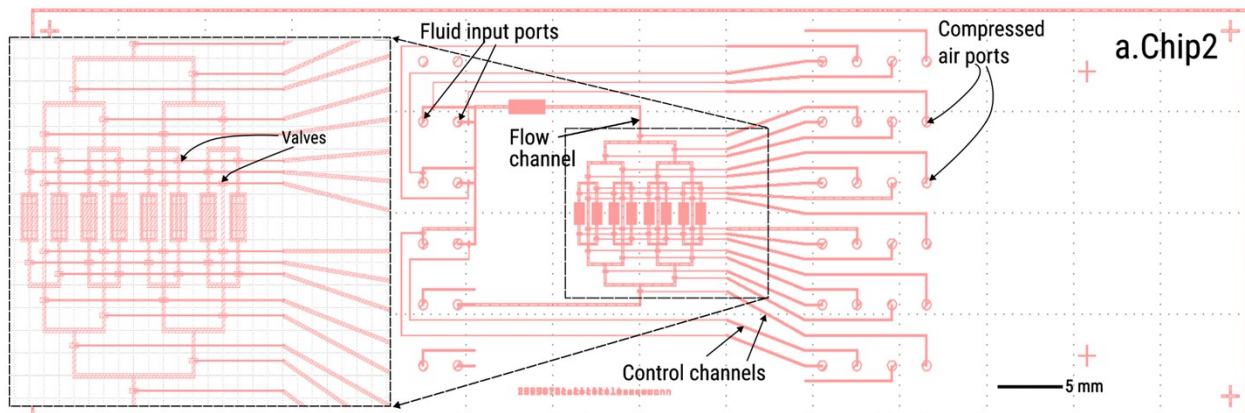 Fluid input ports
Compressed
air ports
a.Chip2
Valves
Flow
channel
Control channels
5 mm